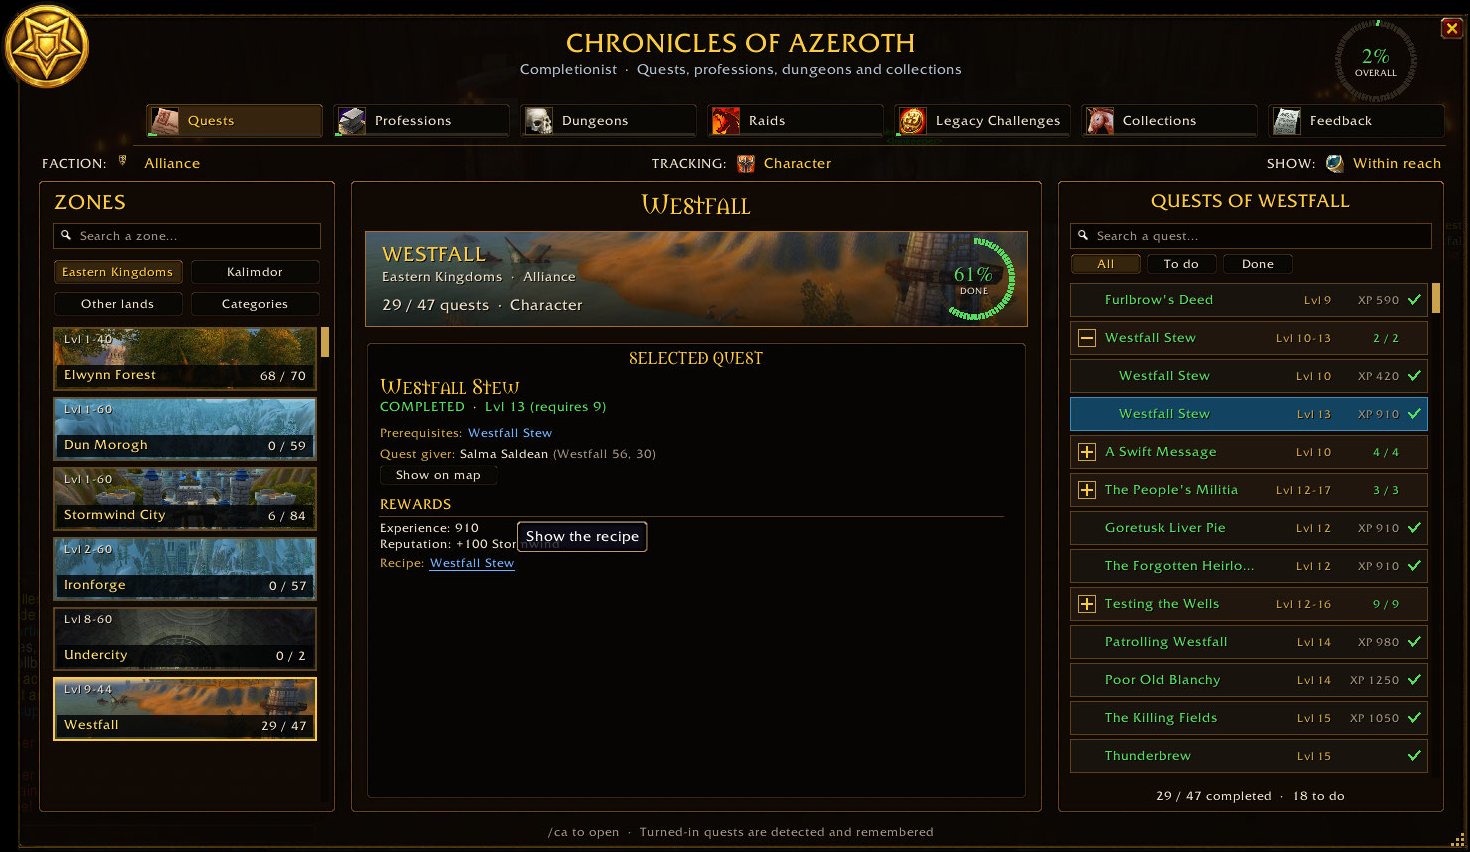 CHRONICLES OF AZEROTH
Completionist · Quests, professions, dungeons and collections
2%
OVERALL
Quests
Professions
Dungeons
Raids
Legacy Challenges
Collections
Feedback
FACTION: Alliance
TRACKING: Character
SHOW: Within reach
ZONES
Search a zone...
Eastern Kingdoms
Kalimdor
Other lands
Categories
Lvl 1-40
Elwynn Forest 68 / 70
Lvl 1-60
Dun Morogh 0 / 59
Lvl 1-60
Stormwind City 6 / 84
Lvl 2-60
Ironforge 0 / 57
Lvl 8-60
Undercity 0 / 2
Lvl 9-44
Westfall 29 / 47
Westfall
WESTFALL
Eastern Kingdoms · Alliance
29 / 47 quests · Character
61%
DONE
SELECTED QUEST
Westfall Stew
COMPLETED · Lvl 13 (requires 9)
Prerequisites: Westfall Stew
Quest giver: Salma Saldean (Westfall 56, 30)
Show on map
REWARDS
Experience: 910
Reputation: +100 Stormwind
Show the recipe
Recipe: Westfall Stew
QUESTS OF WESTFALL
Search a quest...
All
To do
Done
Furlbrow's Deed Lvl 9 XP 590
Westfall Stew Lvl 10-13 2 / 2
Westfall Stew Lvl 10 XP 420
Westfall Stew Lvl 13 XP 910
A Swift Message Lvl 10 4 / 4
The People's Militia Lvl 12-17 3 / 3
Goretusk Liver Pie Lvl 12 XP 910
The Forgotten Heirlo... Lvl 12 XP 910
Testing the Wells Lvl 12-16 9 / 9
Patrolling Westfall Lvl 14 XP 980
Poor Old Blanchy Lvl 14 XP 1250
The Killing Fields Lvl 15 XP 1050
Thunderbrew Lvl 15
29 / 47 completed · 18 to do
/ca to open · Turned-in quests are detected and remembered